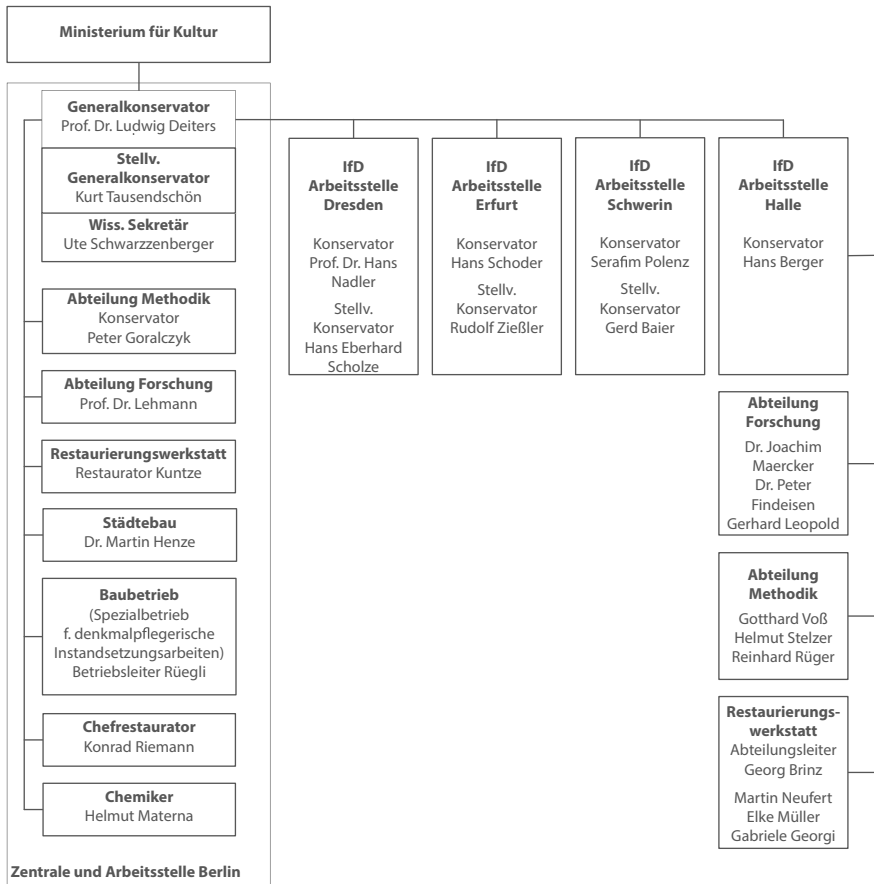 Ministerium für Kultur
Generalkonservator
Prof. Dr. Ludwig Deiters
Stellv.
Generalkonservator
Kurt Tausendschön
Wiss. Sekretär
Ute Schwarzzenberger
Abteilung Methodik
Konservator
Peter Goralczyk
Abteilung Forschung
Prof. Dr. Lehmann
Restaurierungswerkstatt
Restaurator Kuntze
Städtebau
Dr. Martin Henze
Baubetrieb
(Spezialbetrieb
f. denkmalpflegerische
Instandsetzungsarbeiten)
Betriebsleiter Rüegli
Chefrestaurator
Konrad Riemann
Chemiker
Helmut Materna
Zentrale und Arbeitsstelle Berlin
IfD
Arbeitsstelle
Dresden
Konservator
Prof. Dr. Hans
Nadler
Stellv.
Konservator
Hans Eberhard
Scholze
IfD
Arbeitsstelle
Erfurt
Konservator
Hans Schoder
Stellv.
Konservator
Rudolf Zießler
IfD
Arbeitsstelle
Schwerin
Konservator
Serafim Polenz
Stellv.
Konservator
Gerd Baier
IfD
Arbeitsstelle
Halle
Konservator
Hans Berger
Abteilung
Forschung
Dr. Joachim
Maercker
Dr. Peter
Findeisen
Gerhard Leopold
Abteilung
Methodik
Gotthard Voß
Helmut Stelzer
Reinhard Rüger
Restaurierungs-
werkstatt
Abteilungsleiter
Georg Brinz
Martin Neufert
Elke Müller
Gabriele Georgi